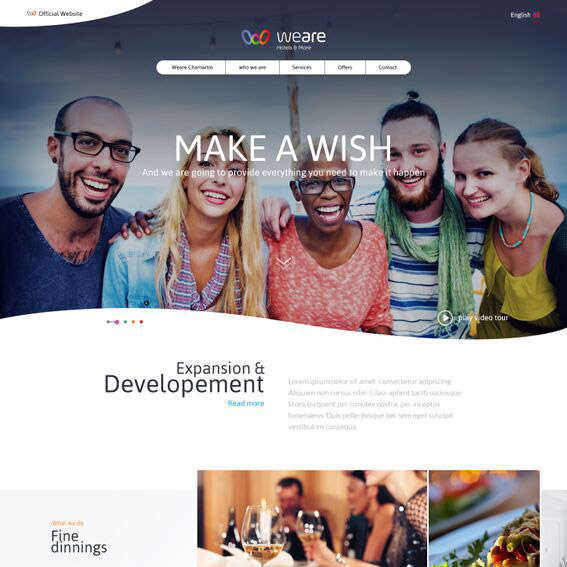 Official Website
English
weare
Hotels & More
Weare Chamartín
who we are
Services
Offers
Contact
MAKE A WISH
And we are going to provide everything you need to make it happen
play video tour
Expansion &
Developement
Read more
Lorem ipsum dolor sit amet, consectetur adipiscing
Aliquam non cursus nibh. Class aptent taciti sociosque
litora torquent per conubia nostra, per inceptos
himenaeos. Duis pellentesque nec sem eget suscipit
vestibulum consequa.
What we do
Fine
dinnings